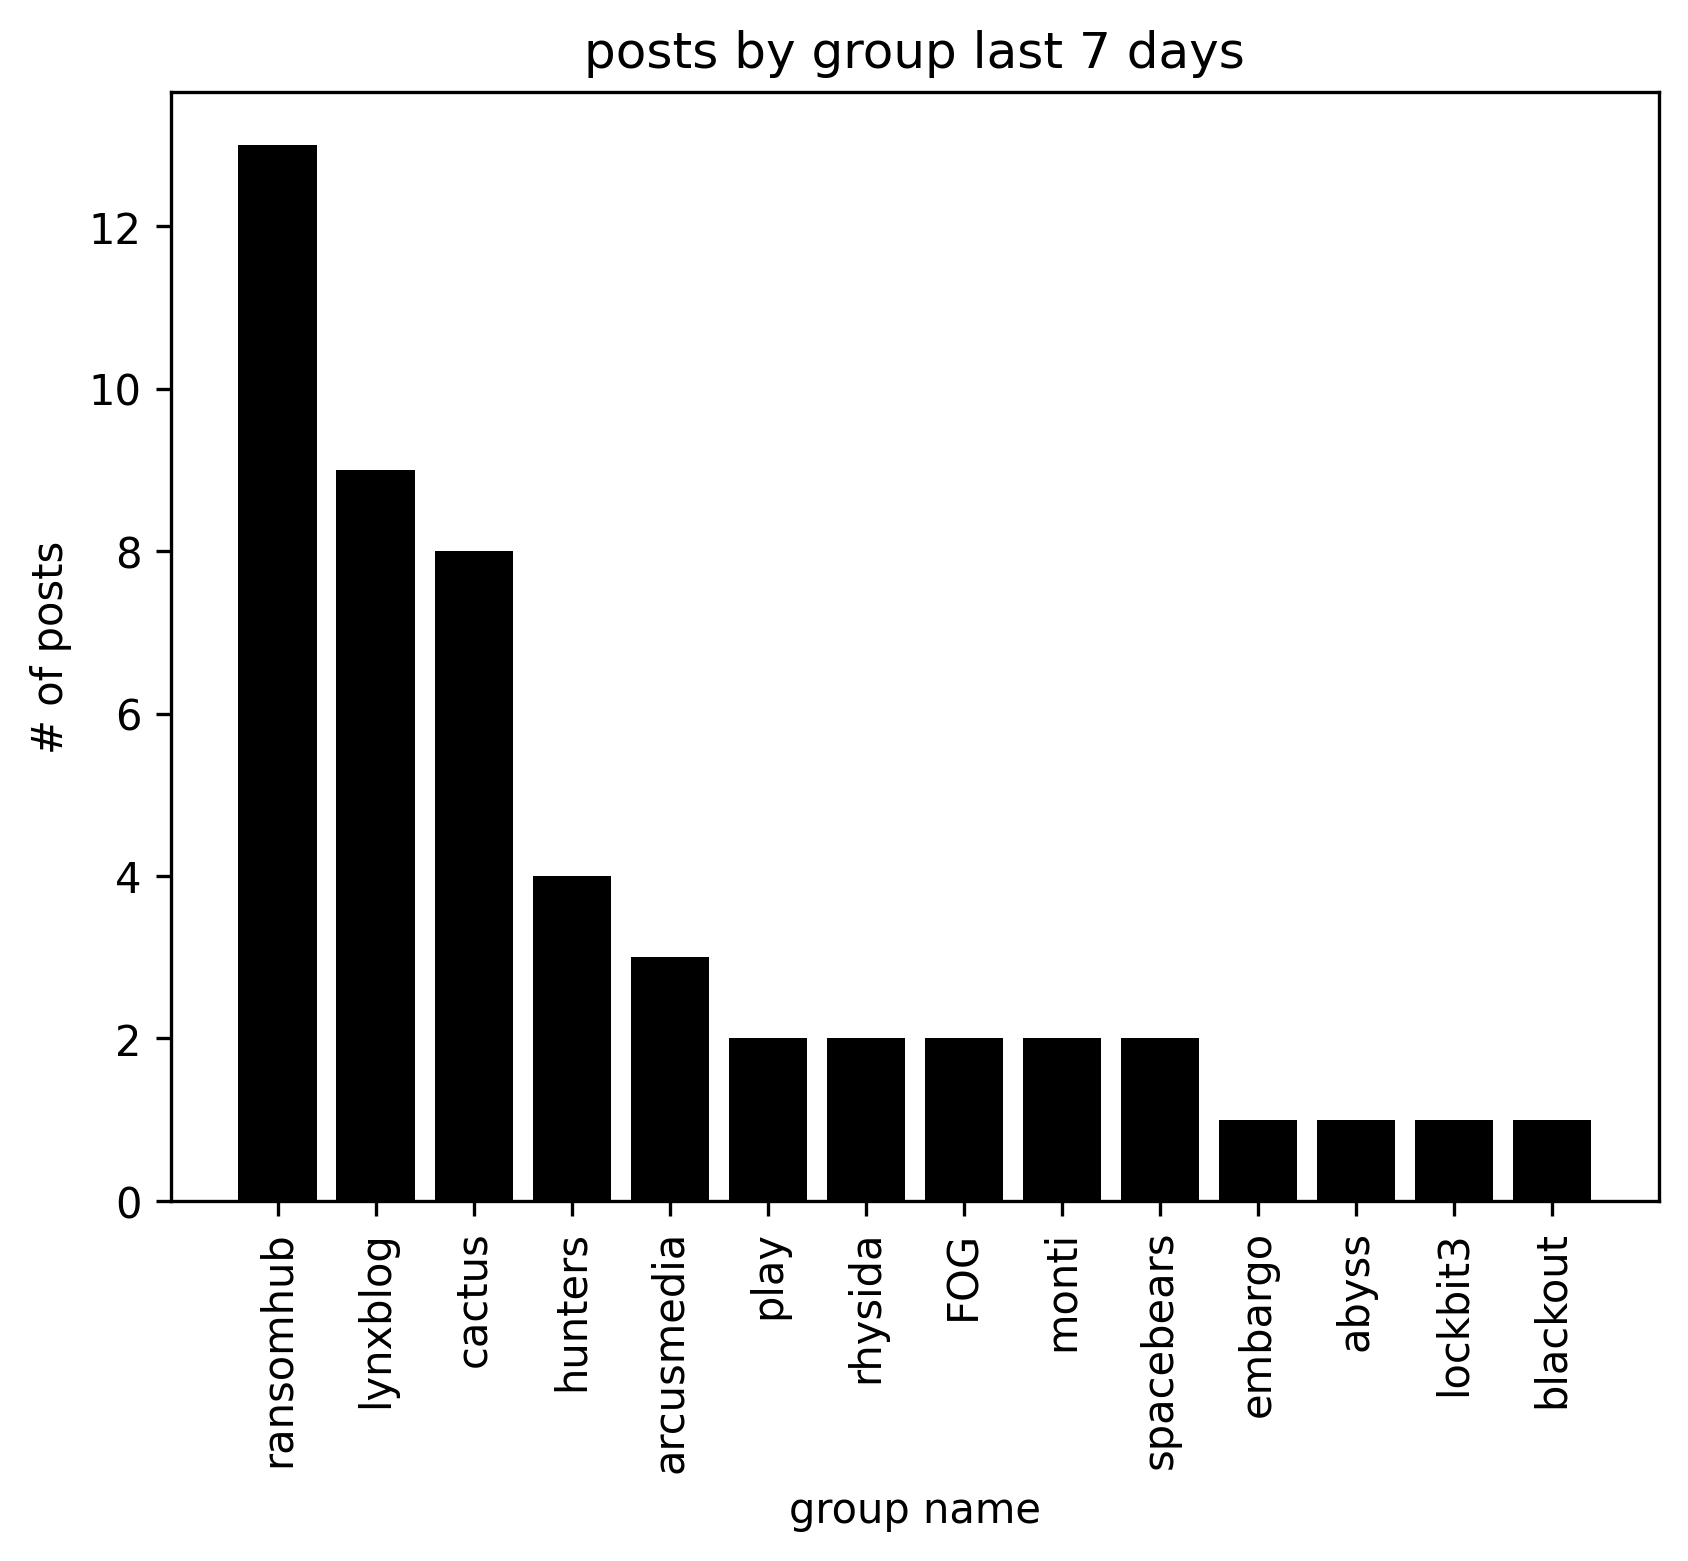 posts by group last 7 days
# of posts
12
10
8
6
4
2
0
ransomhub
lynxblog
cactus
hunters
arcusmedia
play
rhysida
FOG
monti
spacebears
embargo
abyss
lockbit3
blackout
group name